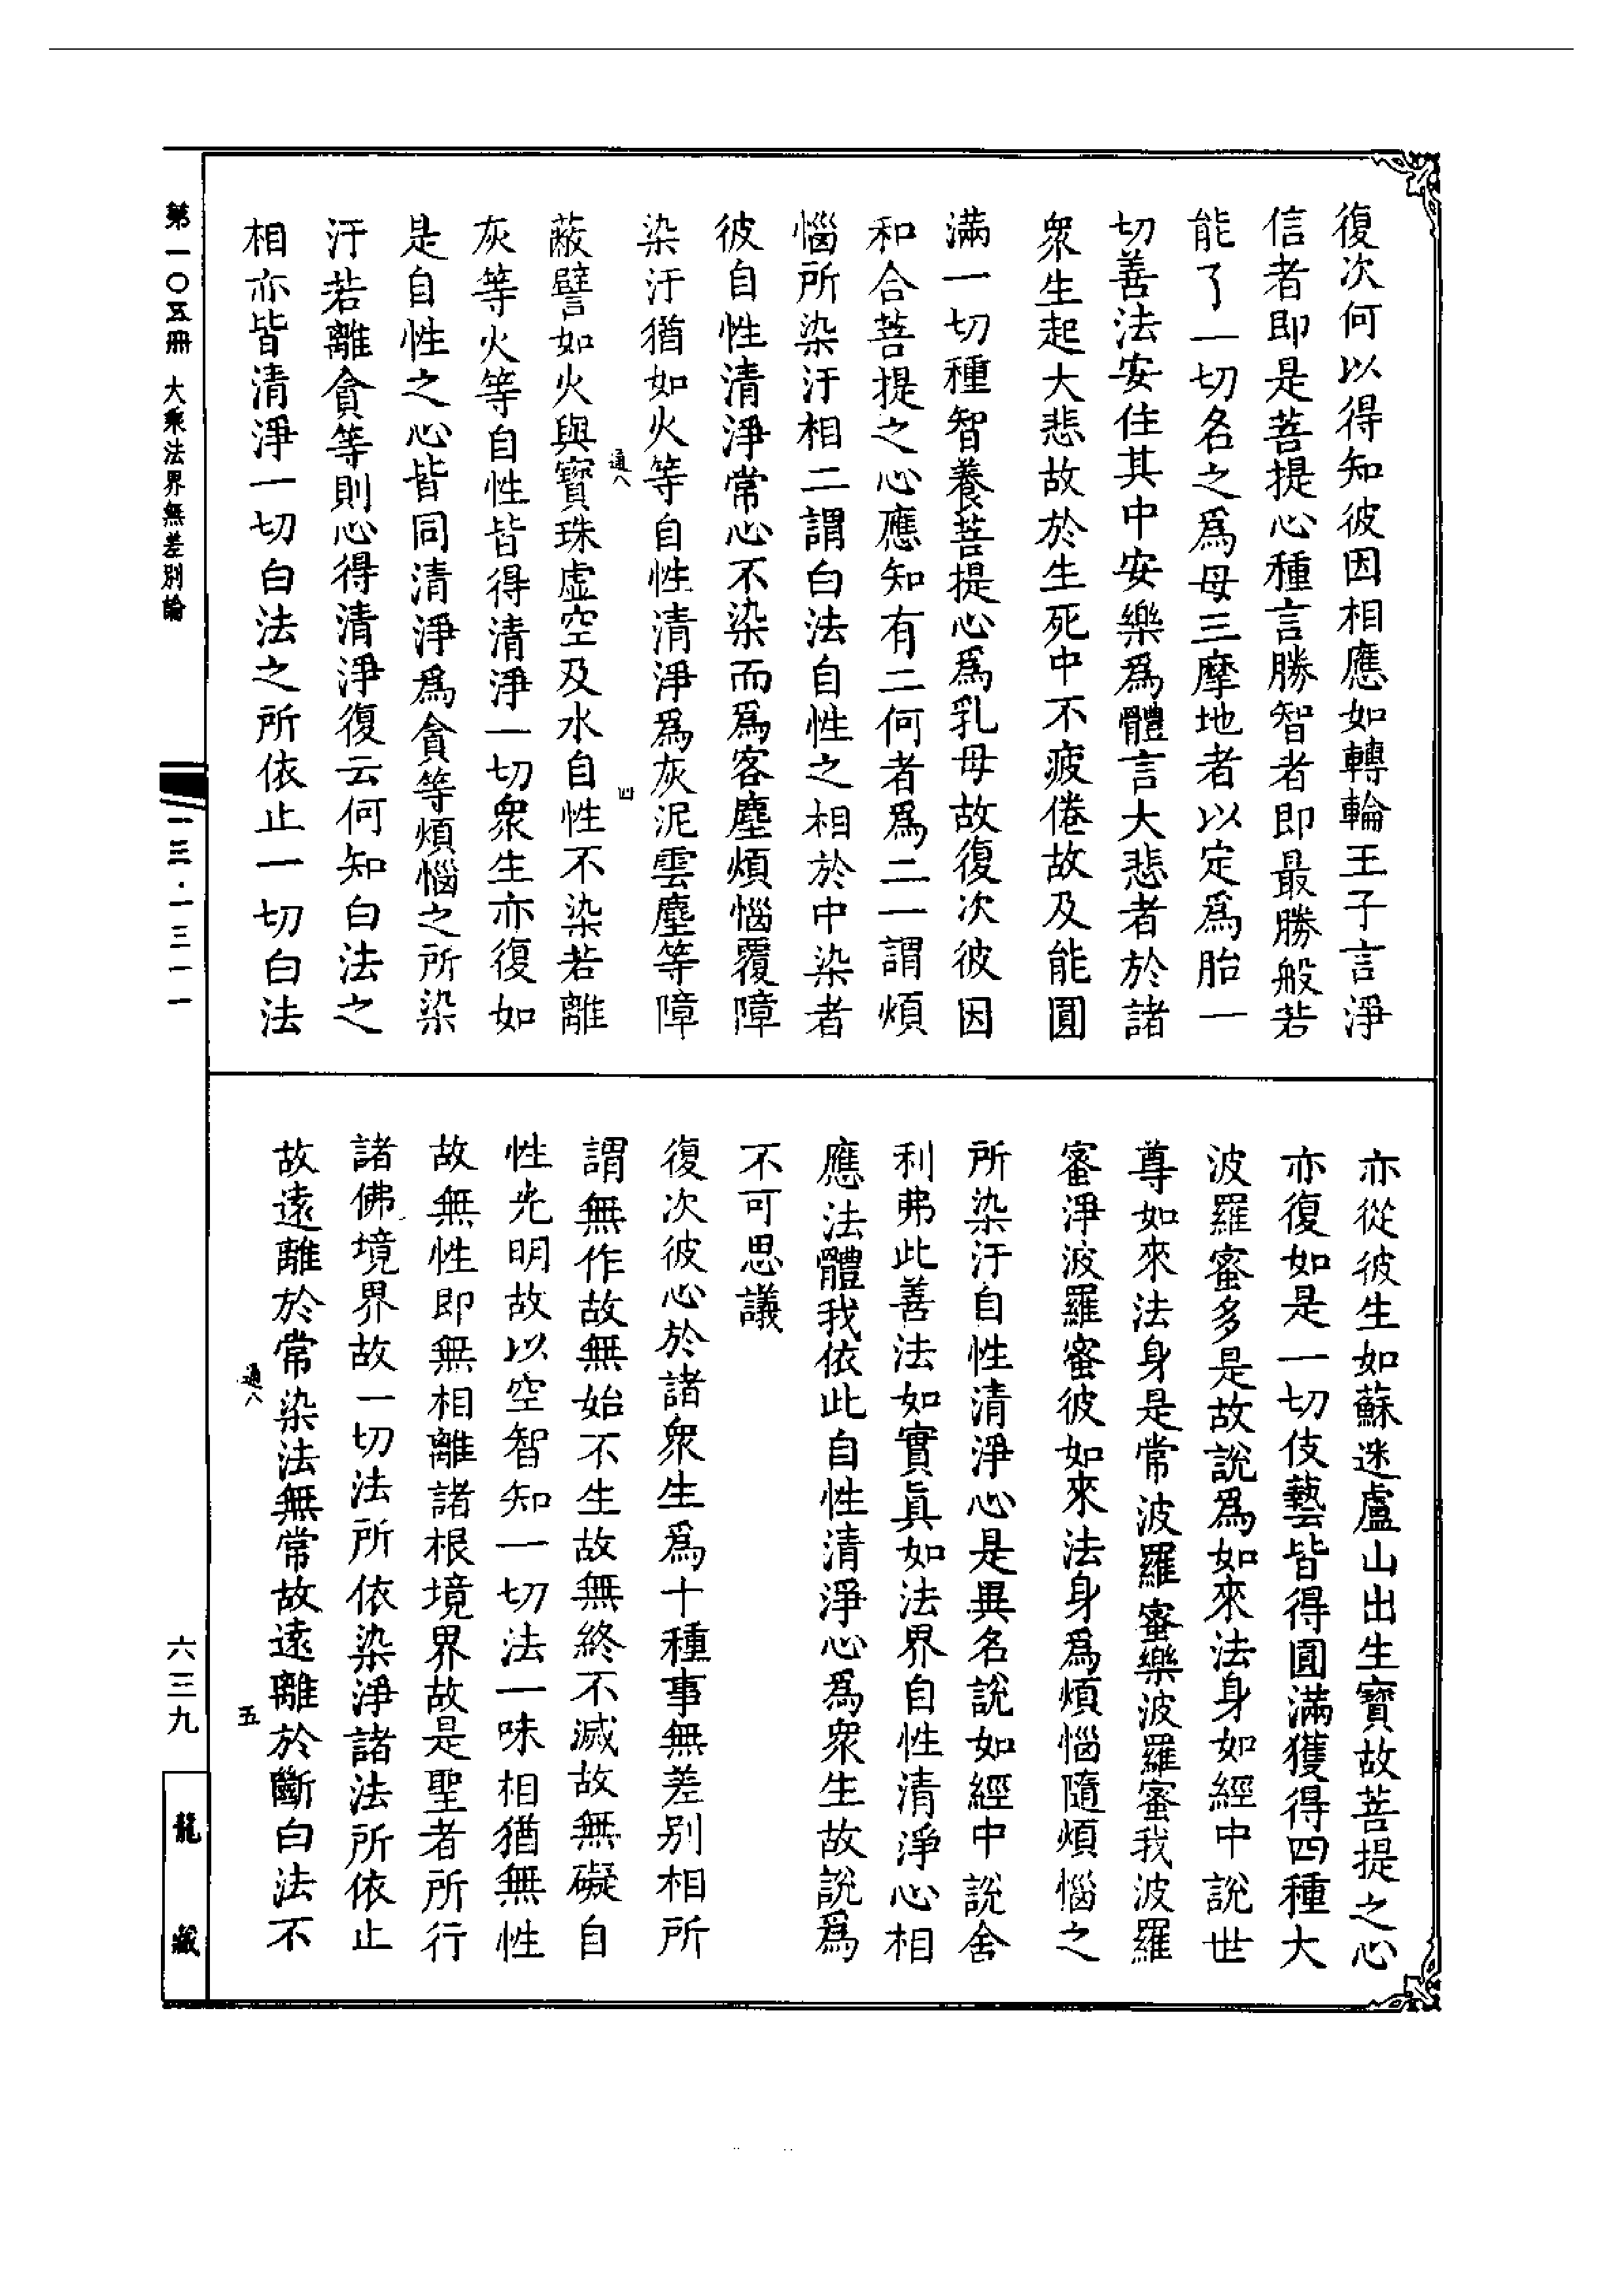 復次何以得知彼因相應如轉輪王子言淨
信者即是菩提心種言勝智者即最勝般若
能了一切名之爲母三摩地者以定爲胎一
切善法安住其中安樂爲體言大悲者於諸
衆生起大悲故於生死中不疲倦故及能圓
滿一切種智養菩提心爲乳母故復次彼因
和合菩提之心應知有二何者爲二一謂煩
惱所染汙相二謂白法自性之相於中染者
彼自性清淨常心不染而爲客塵煩惱覆障
染汙猶如火等自性清淨爲灰泥雲塵等障
通八
四
蔽譬如火與寶珠虛空及水自性不染若離
灰等火等自性皆得清淨一切衆生亦復如
是自性之心皆同清淨爲貪等煩惱之所染
汙若離貪等則心得清淨復云何知白法之
相亦皆清淨一切白法之所依止一切白法
亦從彼生如蘇迷盧山出生寶故菩提之心
亦復如是一切伎藝皆得圓滿獲得四種大
波羅蜜多是故說爲如來法身如經中說世
尊如來法身是常波羅蜜樂波羅蜜我波羅
蜜淨波羅蜜彼如來法身爲煩惱隨煩惱之
所染汙自性清淨心是異名說如經中說舍
利弗此善法如實眞如法界自性清淨心相
應法體我依此自性清淨心爲衆生故說爲
不可思議
復次彼心於諸衆生爲十種事無差別相所
謂無作故無始不生故無終不滅故無礙自
性光明故以空智知一切法一味相猶無性
故無性即無相離諸根境界故是聖者所行
諸佛境界故一切法所依染淨諸法所依止
故遠離於常染法無常故遠離於斷白法不
通八
五
第一〇五冊 大乘法界無差別論
一三·一三一一
六三九
龍藏